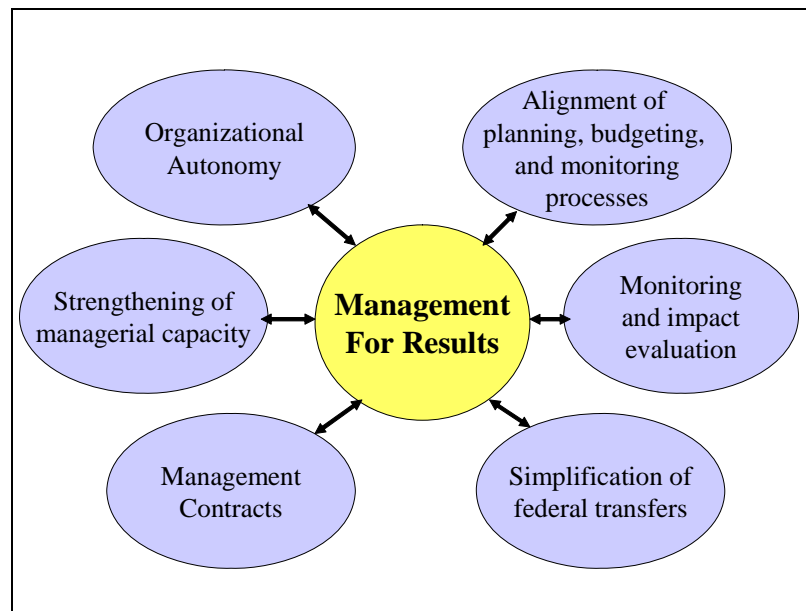 Organizational
Autonomy
Alignment of
planning, budgeting,
and monitoring
processes
Strengthening of
managerial capacity
Management
For Results
Monitoring
and impact
evaluation
Management
Contracts
Simplification of
federal transfers